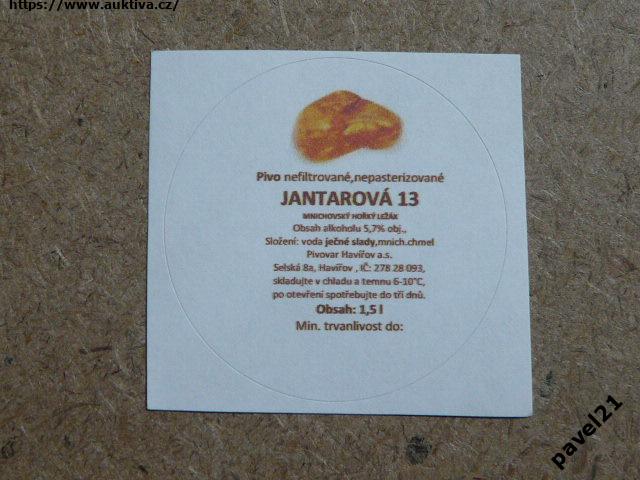 https://www.auktiva.cz/
Pivo nefiltrované,nepasterizované
JANTAROVÁ 13
MNICHOVSKÝ HOŘKÝ LEŽÁK
Obsah alkoholu 5,7% obj.,
Složení: voda ječné slady,mnich.chmel
Pivovar Havířov a.s.
Selská 8a, Havířov , IČ: 278 28 093,
skladujte v chladu a temnu 6-10°C,
po otevření spotřebujte do tří dnů.
Obsah: 1,5 l
Min. trvanlivost do:
pavel21